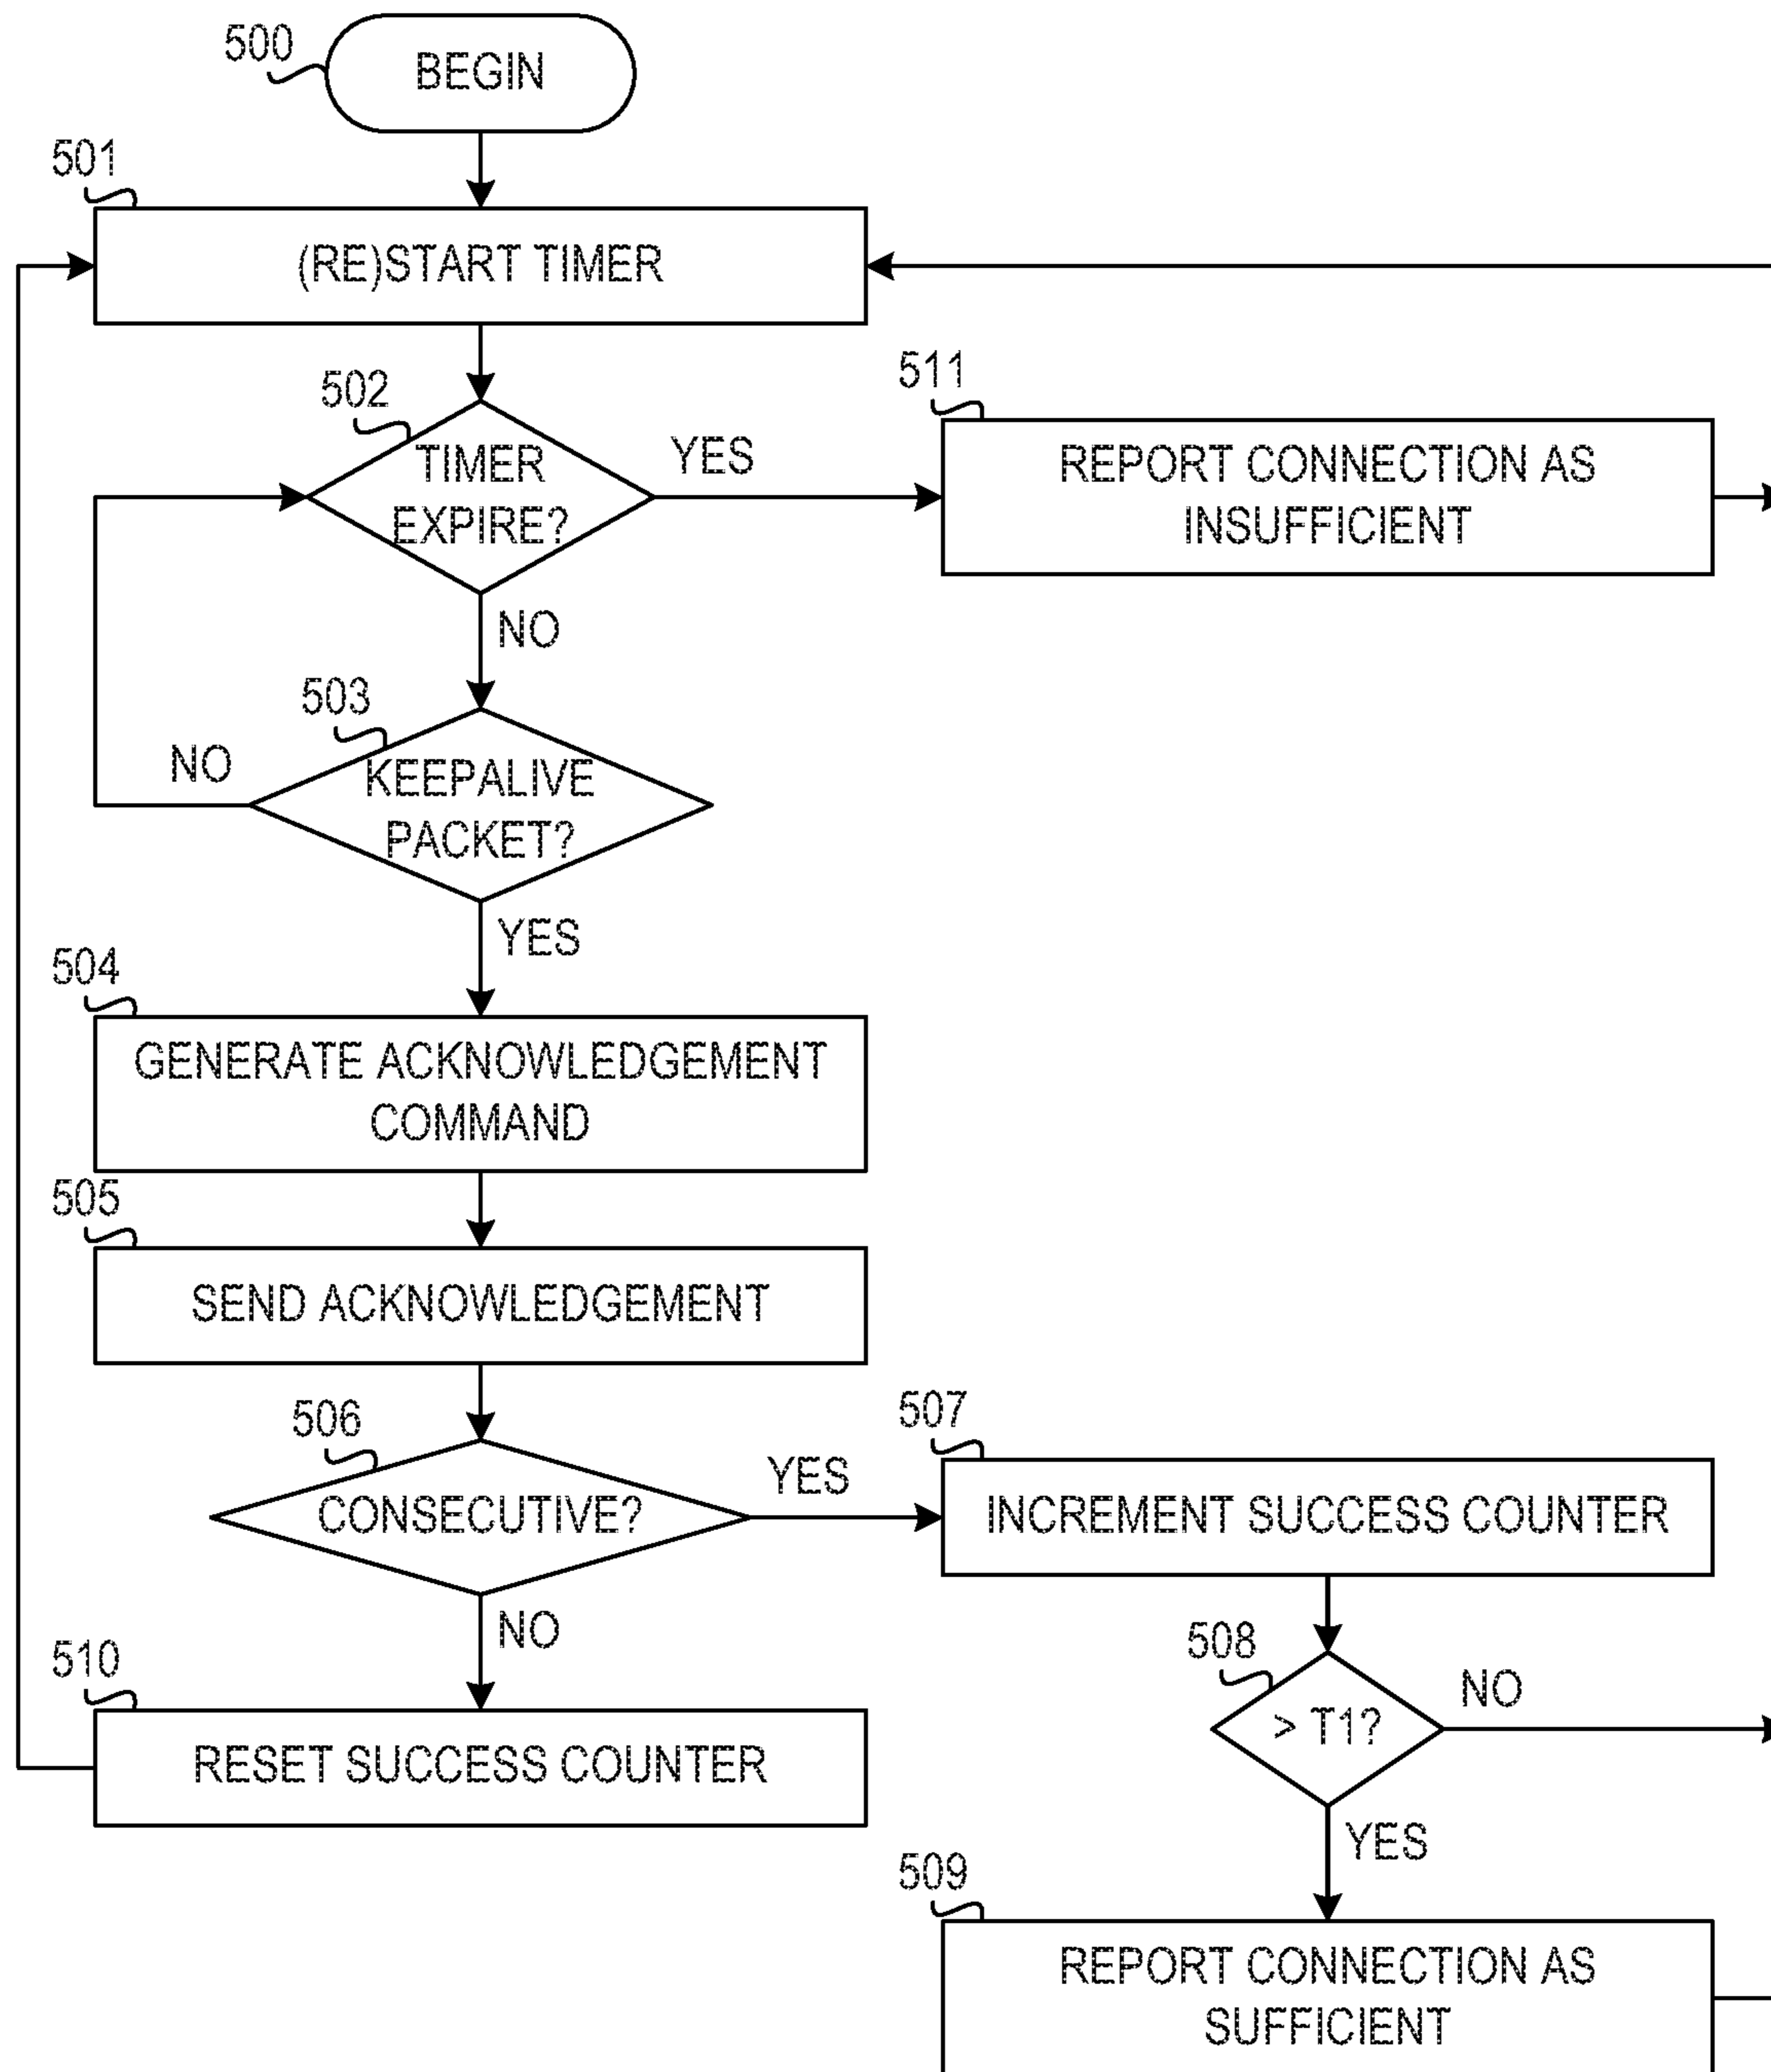 500
BEGIN
501
(RE)START TIMER
502
TIMER
EXPIRE?
YES
511
REPORT CONNECTION AS
INSUFFICIENT
NO
503
NO
KEEPALIVE
PACKET?
YES
504
GENERATE ACKNOWLEDGEMENT
COMMAND
505
SEND ACKNOWLEDGEMENT
506
CONSECUTIVE?
YES
507
INCREMENT SUCCESS COUNTER
NO
508
> T1?
NO
510
RESET SUCCESS COUNTER
YES
509
REPORT CONNECTION AS
SUFFICIENT